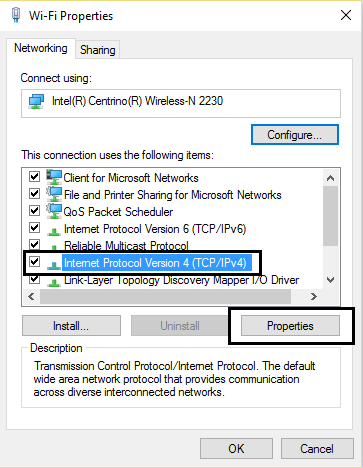 Wi-Fi Properties
Networking
Sharing
Connect using:
Intel(R) Centrino(R) Wireless-N 2230
Configure...
This connection uses the following items:
Client for Microsoft Networks
File and Printer Sharing for Microsoft Networks
QoS Packet Scheduler
Internet Protocol Version 6 (TCP/IPv6)
Reliable Multicast Protocol
Internet Protocol Version 4 (TCP/IPv4)
Link-Layer Topology Discovery Mapper I/O Driver
Install...
Uninstall
Properties
Description
Transmission Control Protocol/Internet Protocol. The default
wide area network protocol that provides communication
across diverse interconnected networks.
OK
Cancel